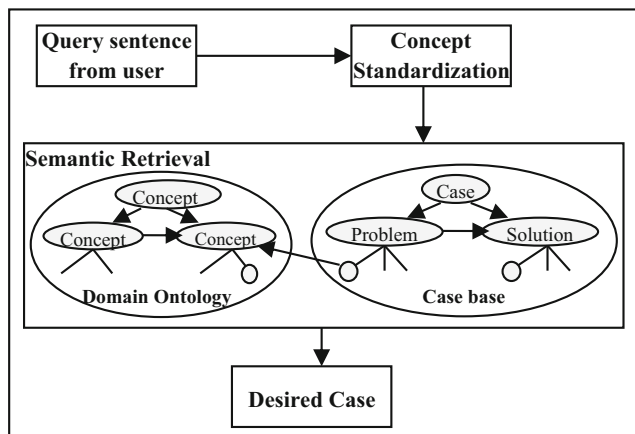 Query sentence
from user
Concept
Standardization
Semantic Retrieval
Concept
Concept
Concept
Domain Ontology
Case
Problem
Solution
Case base
Desired Case